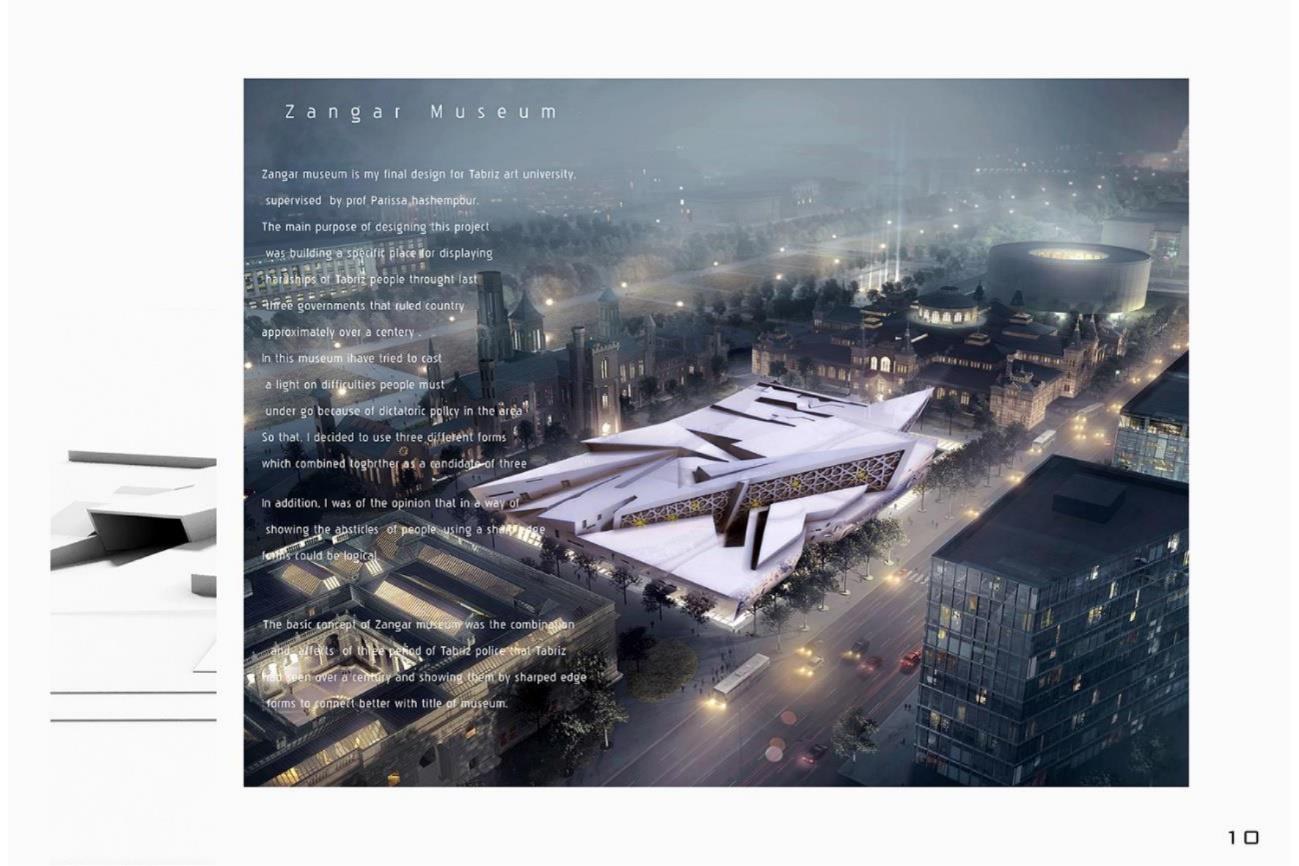 Zangar Museum
Zangar museum is my final design for Tabriz art university,
supervised by prof Parissa hashempour.
The main purpose of designing this project
was building a specific place for displaying
hardships of Tabriz people throught last
three governments that ruled country
approximately over a centery .
In this museum ihave tried to cast
a light on difficulties people must
under go because of dictatoric policy in the area
So that, I decided to use three different forms
which combined toghrther as a candidate of three
In addition, I was of the opinion that in a way of
showing the absticles of people using a sharp edge
forms could be logical
The basic concept of Zangar museum was the combination
and affects of three period of Tabriz police that Tabriz
had seen over a century and showing them by sharped edge
forms to connect better with title of museum.
10